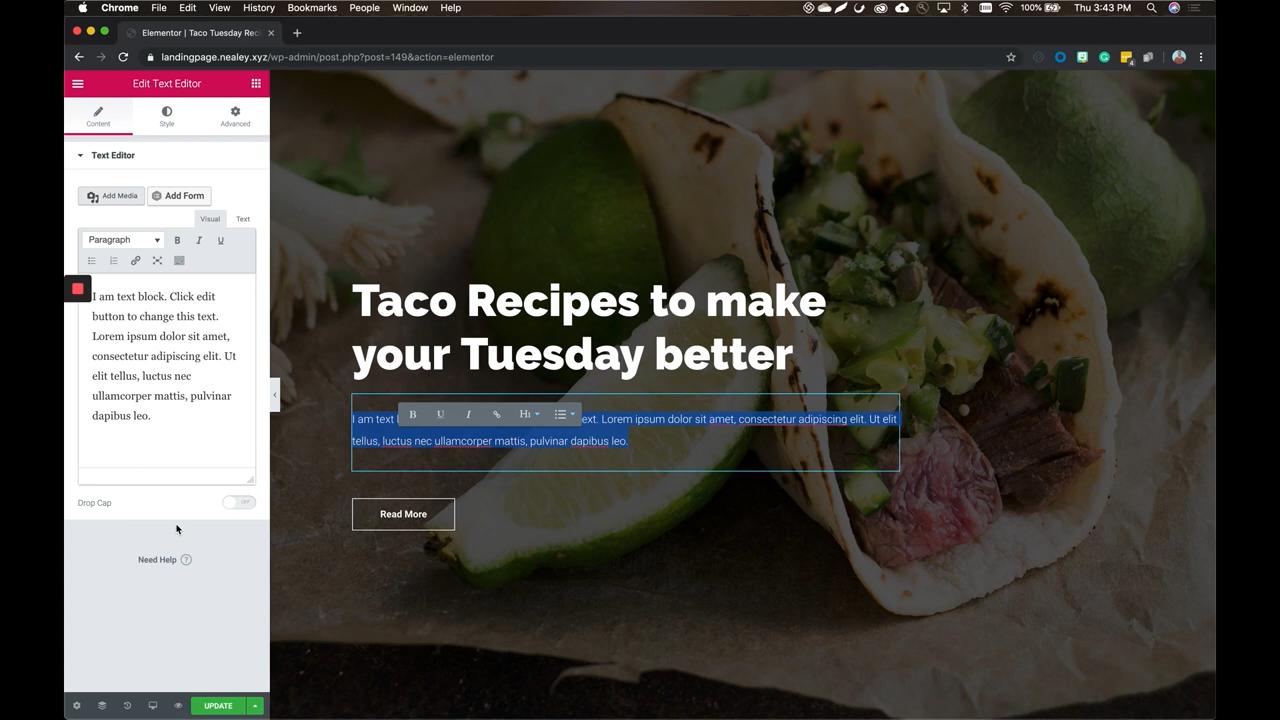 Chrome File Edit View History Bookmarks People Window Help 100% Thu 3:43 PM
Elementor | Taco Tuesday Rec
landingpage.nealey.xyz/wp-admin/post.php?post=149&action=elementor
Edit Text Editor
Content Style Advanced
Text Editor
Add Media Add Form
Visual Text
Paragraph B I U
I am text block. Click edit
button to change this text.
Lorem ipsum dolor sit amet,
consectetur adipiscing elit. Ut
elit tellus, luctus nec
ullamcorper mattis, pulvinar
dapibus leo.
Drop Cap OFF
Need Help ?
UPDATE
Taco Recipes to make
your Tuesday better
B U I H1
I am text ext. Lorem ipsum dolor sit amet, consectetur adipiscing elit. Ut elit
tellus, luctus nec ullamcorper mattis, pulvinar dapibus leo.
Read More